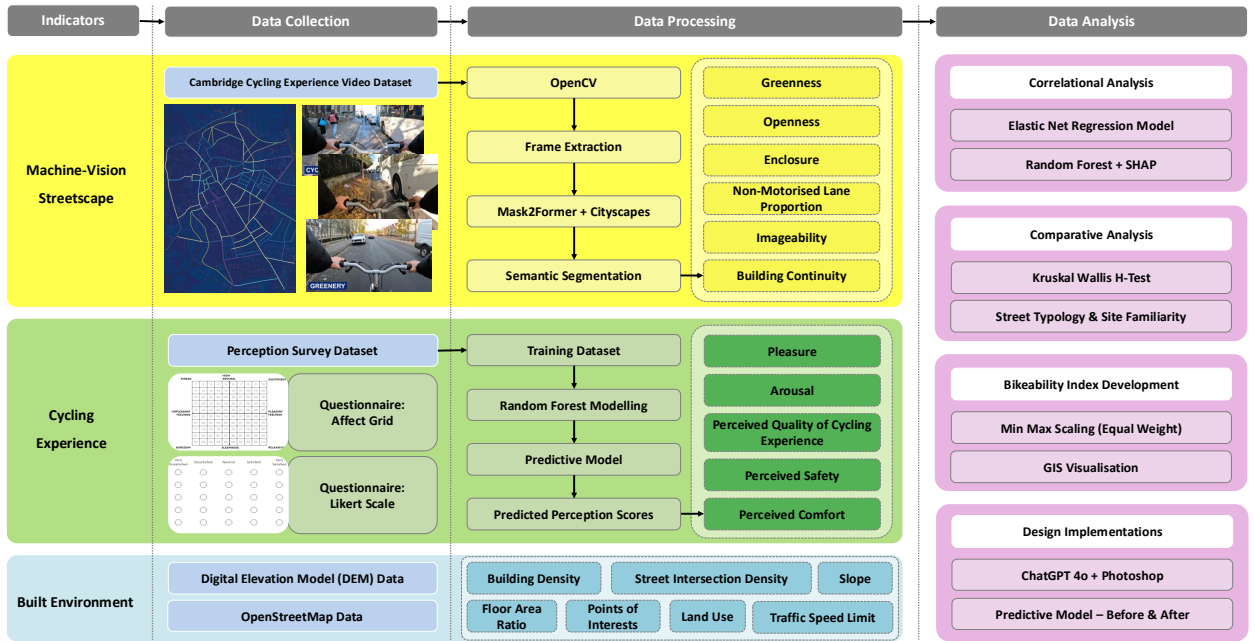 Indicators
Data Collection
Data Processing
Data Analysis
Machine-Vision
Streetscape
Cambridge Cycling Experience Video Dataset
GREENERY
OpenCV
Frame Extraction
Mask2Former + Cityscapes
Semantic Segmentation
Greenness
Openness
Enclosure
Non-Motorised Lane
Proportion
Imageability
Building Continuity
Cycling
Experience
Perception Survey Dataset
Questionnaire:
Affect Grid
Questionnaire:
Likert Scale
Training Dataset
Random Forest Modelling
Predictive Model
Predicted Perception Scores
Pleasure
Arousal
Perceived Quality of Cycling
Experience
Perceived Safety
Perceived Comfort
Built Environment
Digital Elevation Model (DEM) Data
OpenStreetMap Data
Building Density
Street Intersection Density
Slope
Floor Area
Ratio
Points of
Interests
Land Use
Traffic Speed Limit
Correlational Analysis
Elastic Net Regression Model
Random Forest + SHAP
Comparative Analysis
Kruskal Wallis H-Test
Street Typology & Site Familiarity
Bikeability Index Development
Min Max Scaling (Equal Weight)
GIS Visualisation
Design Implementations
ChatGPT 4o + Photoshop
Predictive Model – Before & After